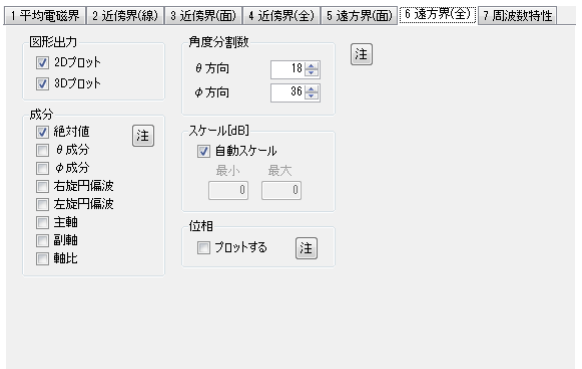 1 平均電磁界 2 近傍界(線) 3 近傍界(面) 4 近傍界(全) 5 遠方界(面) 6 遠方界(全) 7 周波数特性
図形出力
2Dプロット
3Dプロット
成分
絶対値 注
θ成分
φ成分
右旋円偏波
左旋円偏波
主軸
副軸
軸比
角度分割数 注
θ方向 18
φ方向 36
スケール[dB]
自動スケール
最小 最大
0 0
位相
プロットする 注